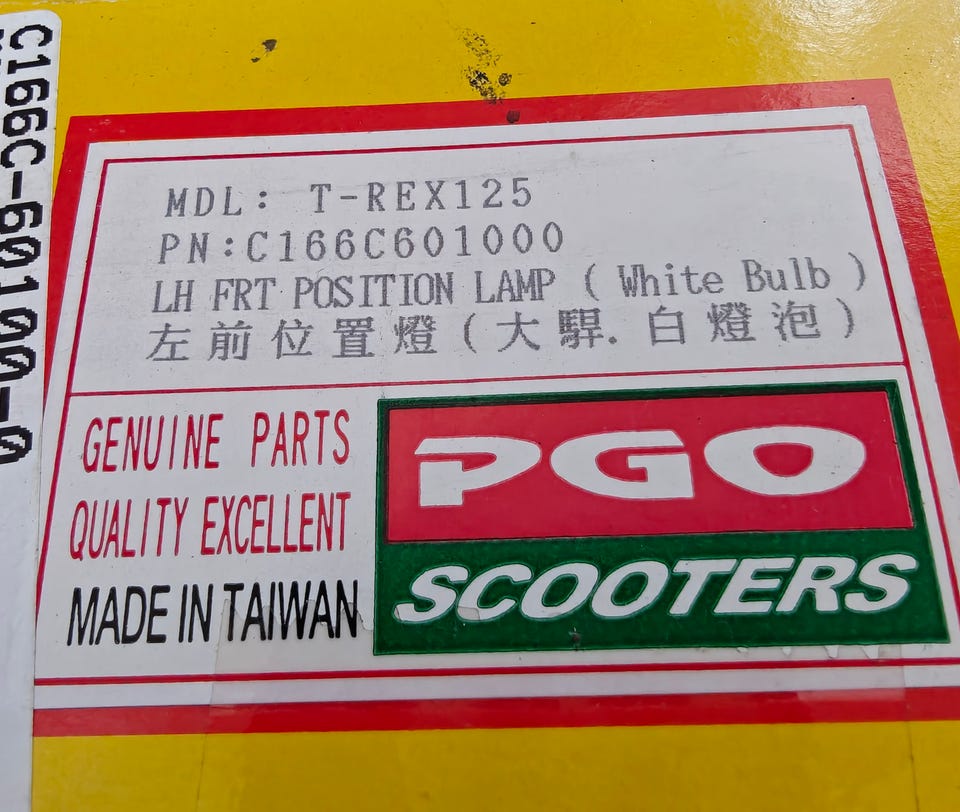 C166C-60100-0
MDL: T-REX125
PN:C166C601000
LH FRT POSITION LAMP ( White Bulb )
左前位置燈(大駻.白燈泡)
GENUINE PARTS
QUALITY EXCELLENT
MADE IN TAIWAN
PGO
SCOOTERS